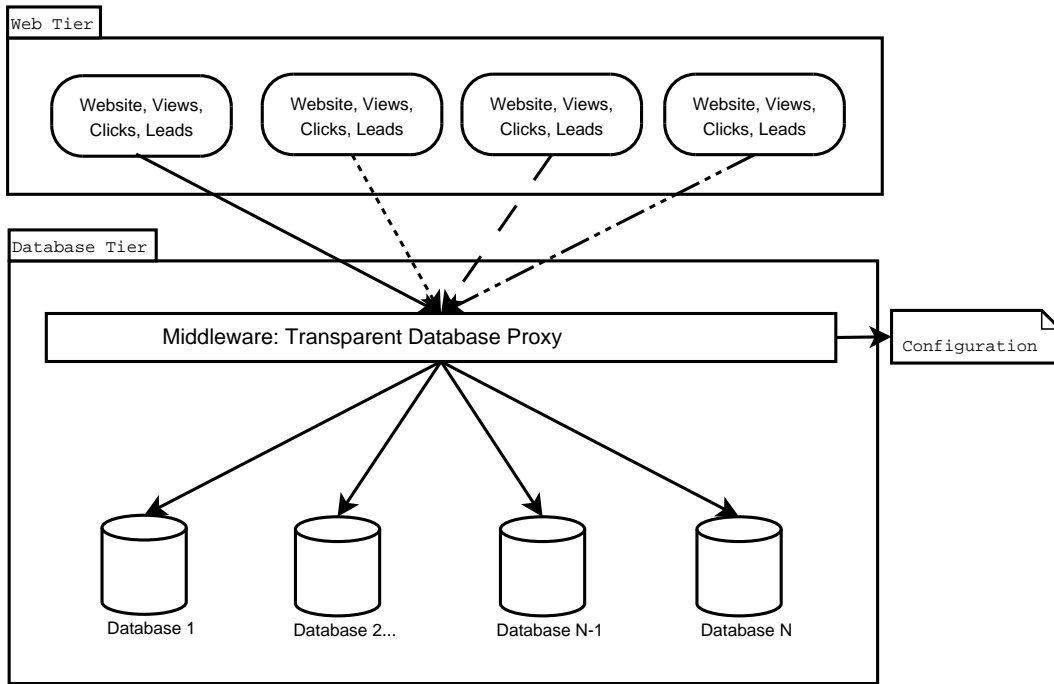 Web Tier
Website, Views,
Clicks, Leads
Website, Views,
Clicks, Leads
Website, Views,
Clicks, Leads
Website, Views,
Clicks, Leads
Database Tier
Middleware: Transparent Database Proxy
Configuration
Database 1
Database 2...
Database N-1
Database N